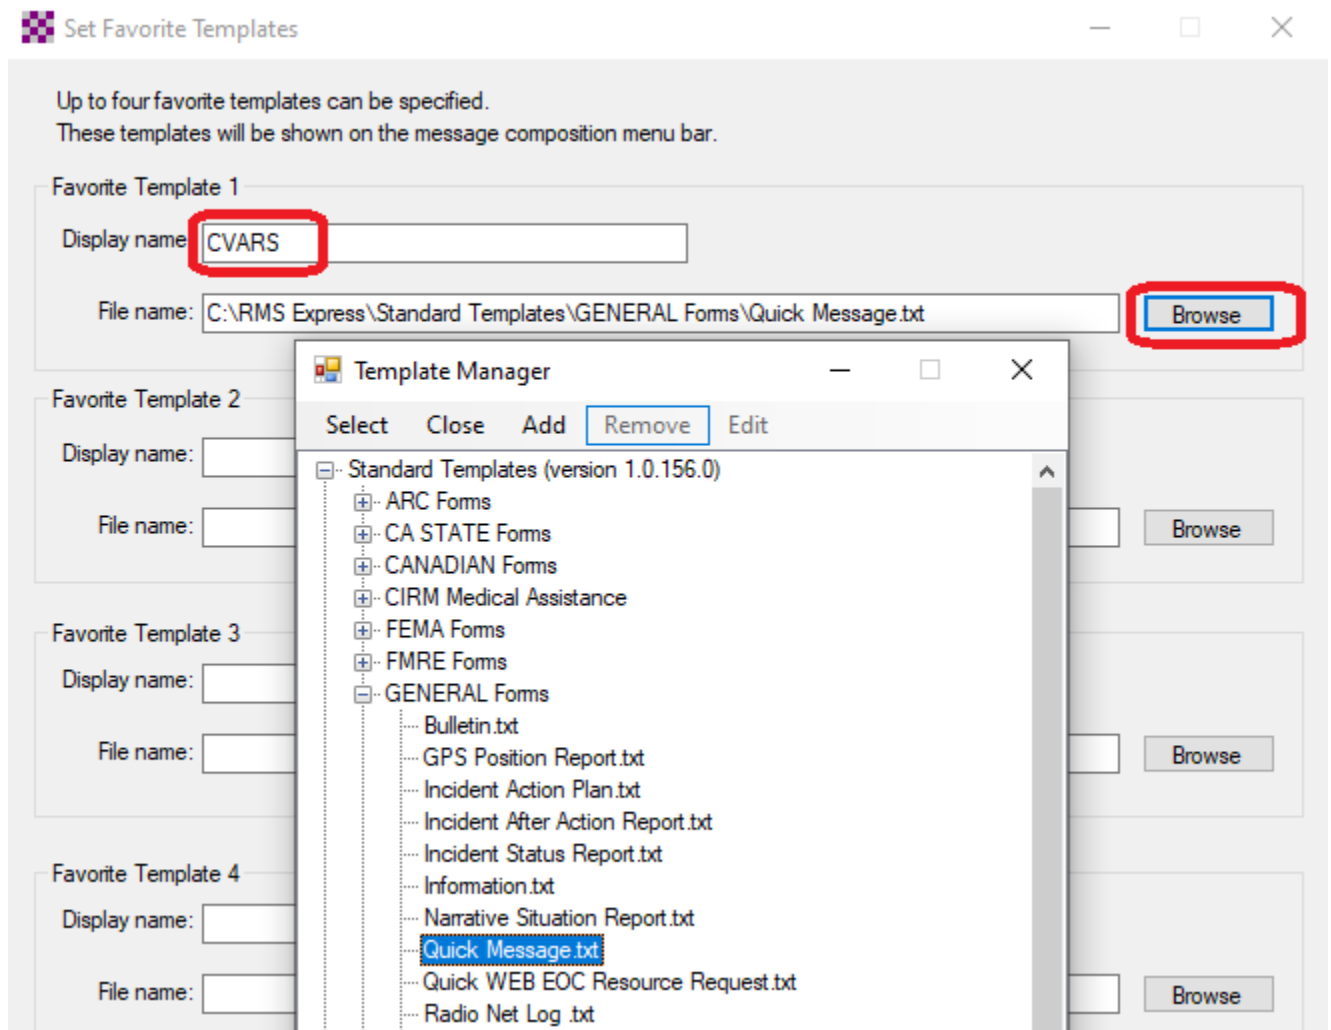 Set Favorite Templates
Up to four favorite templates can be specified.
These templates will be shown on the message composition menu bar.
Favorite Template 1
Display name
CVARS
File name:
C:\RMS Express\Standard Templates\GENERAL Forms\Quick Message.txt
Browse
Template Manager
Select Close Add Remove Edit
Standard Templates (version 1.0.156.0)
ARC Forms
CA STATE Forms
CANADIAN Forms
CIRM Medical Assistance
FEMA Forms
FMRE Forms
GENERAL Forms
Bulletin.txt
GPS Position Report.txt
Incident Action Plan.txt
Incident After Action Report.txt
Incident Status Report.txt
Information.txt
Narrative Situation Report.txt
Quick Message.txt
Quick WEB EOC Resource Request.txt
Radio Net Log .txt
Favorite Template 2
Display name:
File name:
Browse
Favorite Template 3
Display name:
File name:
Browse
Favorite Template 4
Display name:
File name:
Browse